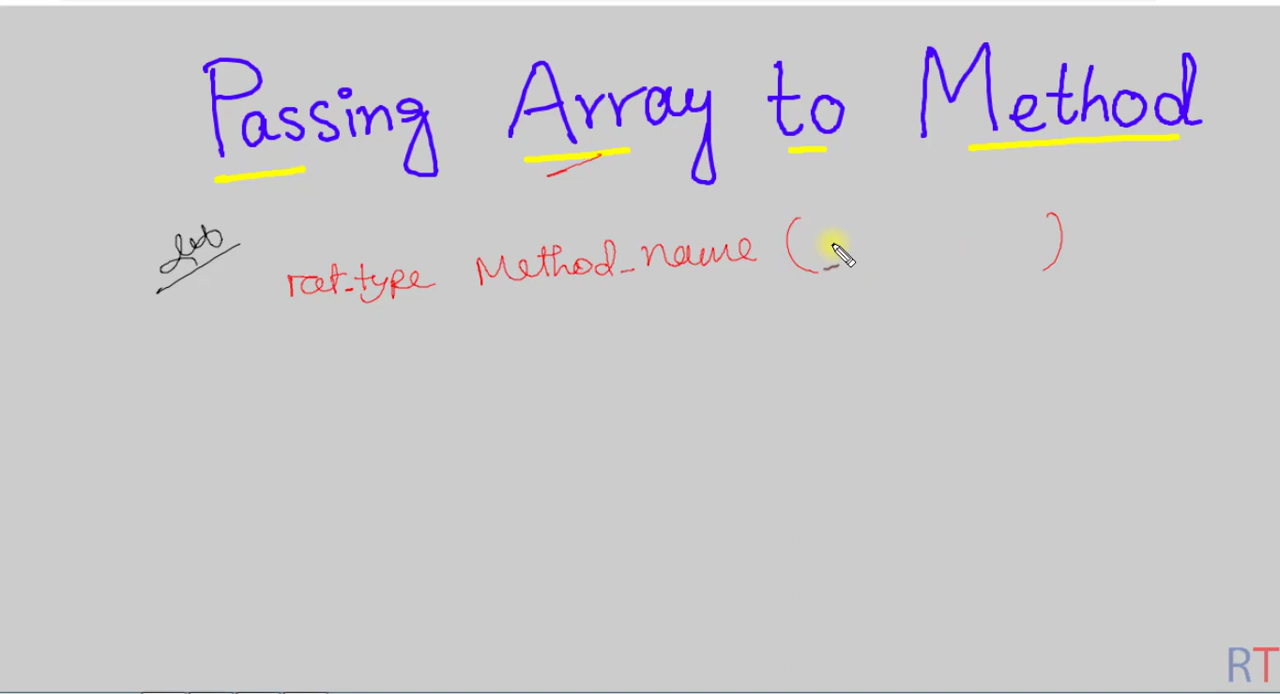 Passing Array to Method
ret-type Method_name ( )
RT